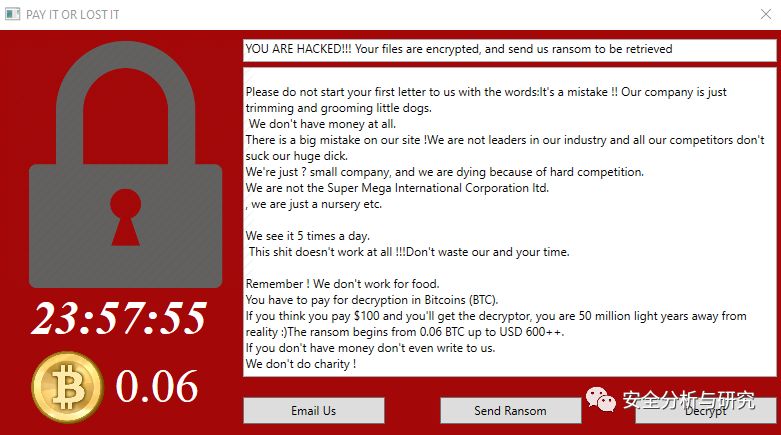 PAY IT OR LOST IT
YOU ARE HACKED!!! Your files are encrypted, and send us ransom to be retrieved
Please do not start your first letter to us with the words:It's a mistake !! Our company is just
trimming and grooming little dogs.
We don't have money at all.
There is a big mistake on our site !We are not leaders in our industry and all our competitors don't
suck our huge dick.
We're just ? small company, and we are dying because of hard competition.
We are not the Super Mega International Corporation ltd.
, we are just a nursery etc.
We see it 5 times a day.
This shit doesn't work at all !!!Don't waste our and your time.
Remember ! We don't work for food.
You have to pay for decryption in Bitcoins (BTC).
If you think you pay $100 and you'll get the decryptor, you are 50 million light years away from
reality :)The ransom begins from 0.06 BTC up to USD 600++.
If you don't have money don't even write to us.
We don't do charity !
23:57:55
0.06
Email Us
Send Ransom
Decrypt
安全分析与研究